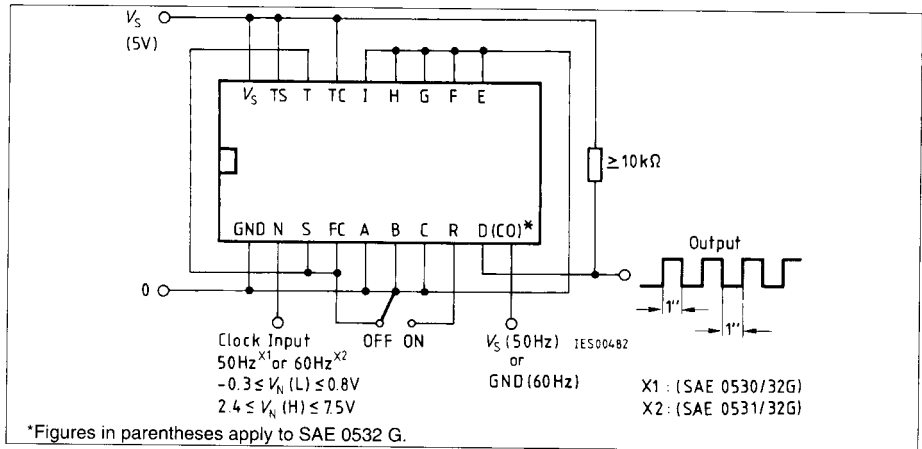 V_S
(5V)
V_S TS T TC I H G F E
≥10kΩ
GND N S FC A B C R D(CO)*
Output
0
1" 1"
OFF ON
Clock Input
50Hz^X1 or 60Hz^X2
-0.3 ≤ V_N (L) ≤ 0.8V
2.4 ≤ V_N (H) ≤ 7.5V
V_S (50Hz)
or
GND (60Hz)
IES00482
X1 : (SAE 0530/32G)
X2 : (SAE 0531/32G)
*Figures in parentheses apply to SAE 0532 G.